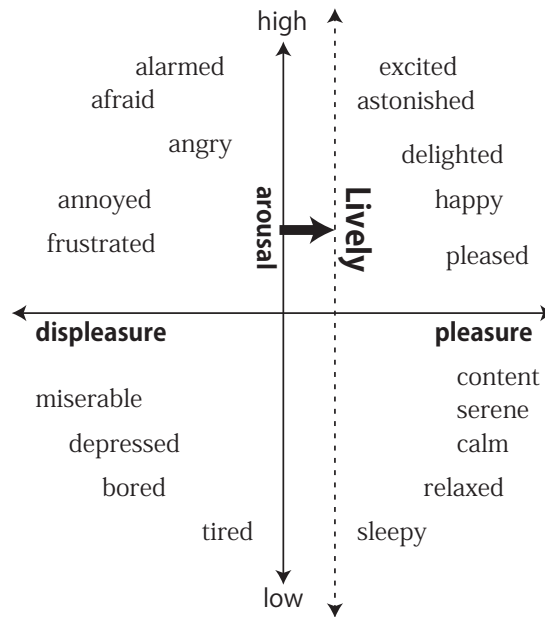 high
alarmed
excited
afraid
astonished
angry
delighted
annoyed
arousal
Lively
happy
frustrated
pleased
displeasure
pleasure
content
miserable
serene
depressed
calm
bored
relaxed
tired
sleepy
low